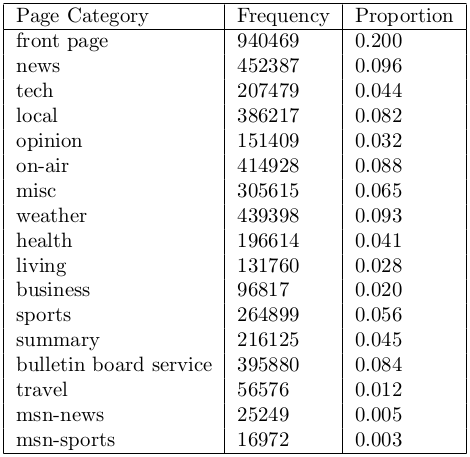 Page Category Frequency Proportion
front page 940469 0.200
news 452387 0.096
tech 207479 0.044
local 386217 0.082
opinion 151409 0.032
on-air 414928 0.088
misc 305615 0.065
weather 439398 0.093
health 196614 0.041
living 131760 0.028
business 96817 0.020
sports 264899 0.056
summary 216125 0.045
bulletin board service 395880 0.084
travel 56576 0.012
msn-news 25249 0.005
msn-sports 16972 0.003